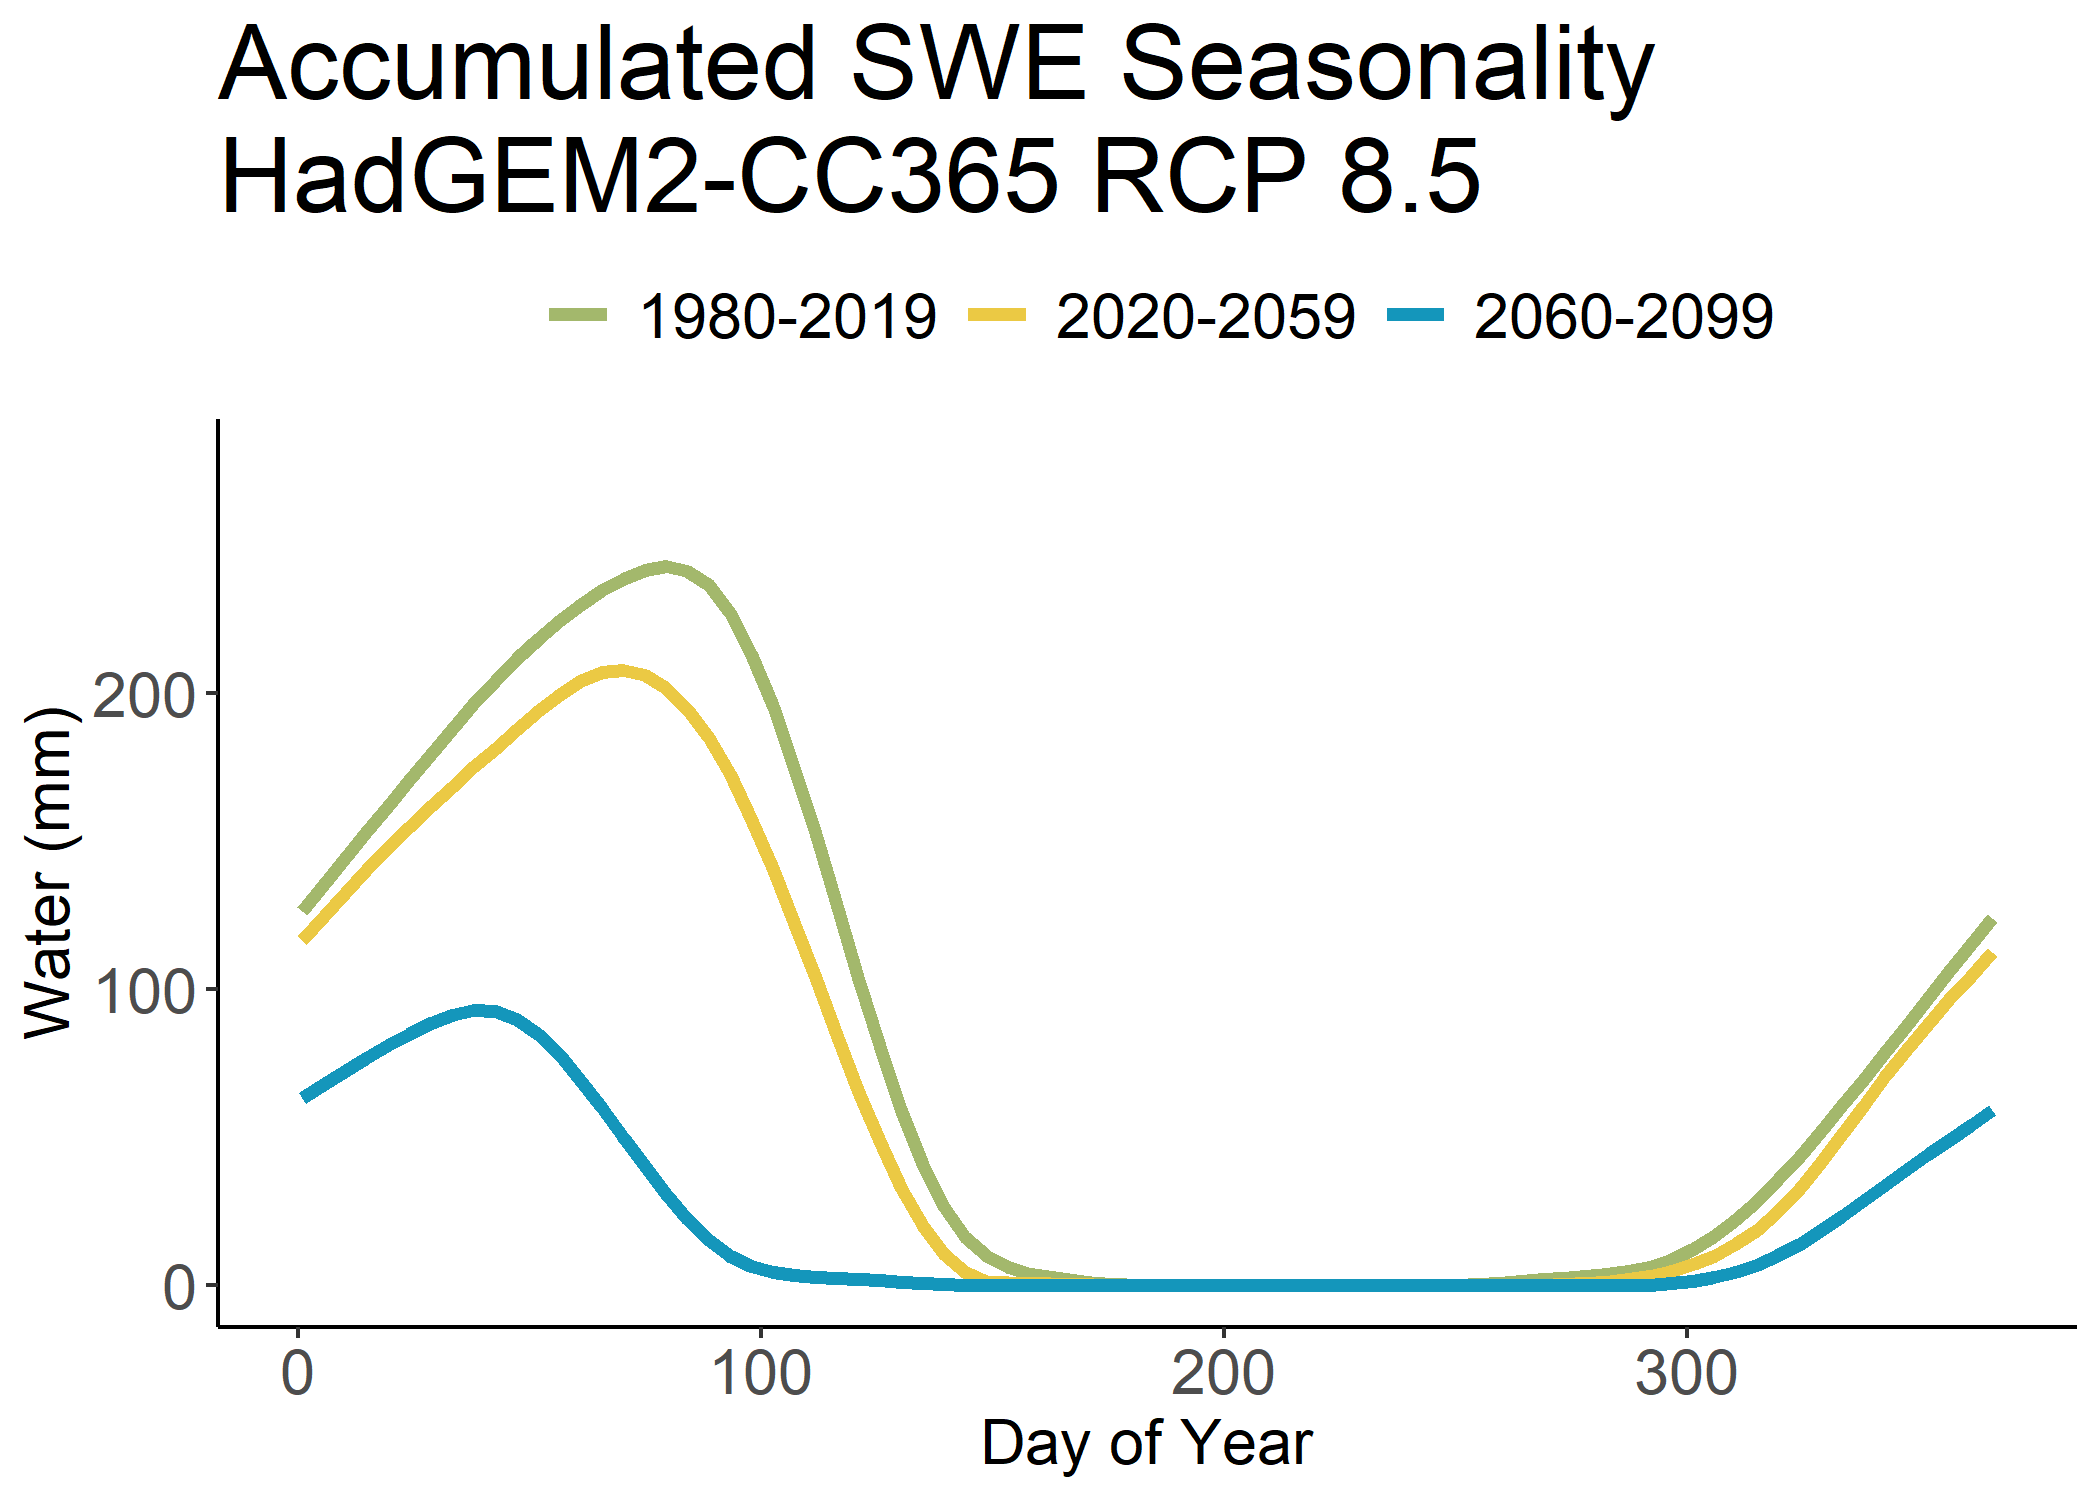 Accumulated SWE Seasonality
HadGEM2-CC365 RCP 8.5
1980-2019 2020-2059 2060-2099
Water (mm)
200
100
0
0 100 200 300
Day of Year